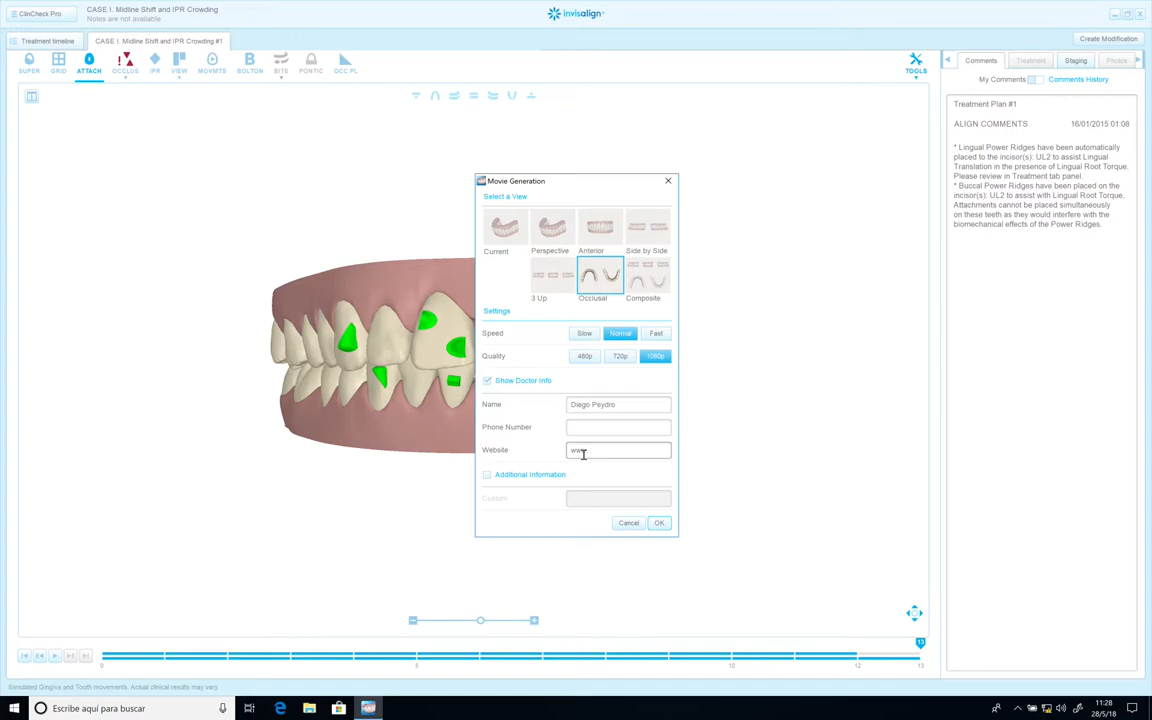 ClinCheck Pro
CASE I. Midline Shift and IPR Crowding
Notes are not available
invisalign
Treatment timeline
CASE I. Midline Shift and IPR Crowding #1
Create Modification
SUPER GRID ATTACH OCCLUS IPR VIEW MOVMTS BOLTON BITE PONTIC OCC PL
TOOLS
Comments Treatment Staging Photos
My Comments Comments History
Treatment Plan #1
ALIGN COMMENTS 16/01/2015 01:08
* Lingual Power Ridges have been automatically
placed to the incisor(s): UL2 to assist Lingual
Translation in the presence of Lingual Root Torque.
Please review in Treatment tab panel.
* Buccal Power Ridges have been placed on the
incisor(s): UL2 to assist with Lingual Root Torque.
Attachments cannot be placed simultaneously
on these teeth as they would interfere with the
biomechanical effects of the Power Ridges.
Movie Generation
Select a View
Current Perspective Anterior Side by Side
3 Up Occlusal Composite
Settings
Speed Slow Normal Fast
Quality 480p 720p 1080p
Show Doctor Info
Name Diego Peydro
Phone Number
Website
Additional Information
Custom
Cancel OK
13
0 5 10 13
Simulated Gingiva and Tooth movements. Actual clinical results may vary.
Escribe aquí para buscar
11:28
28/5/18